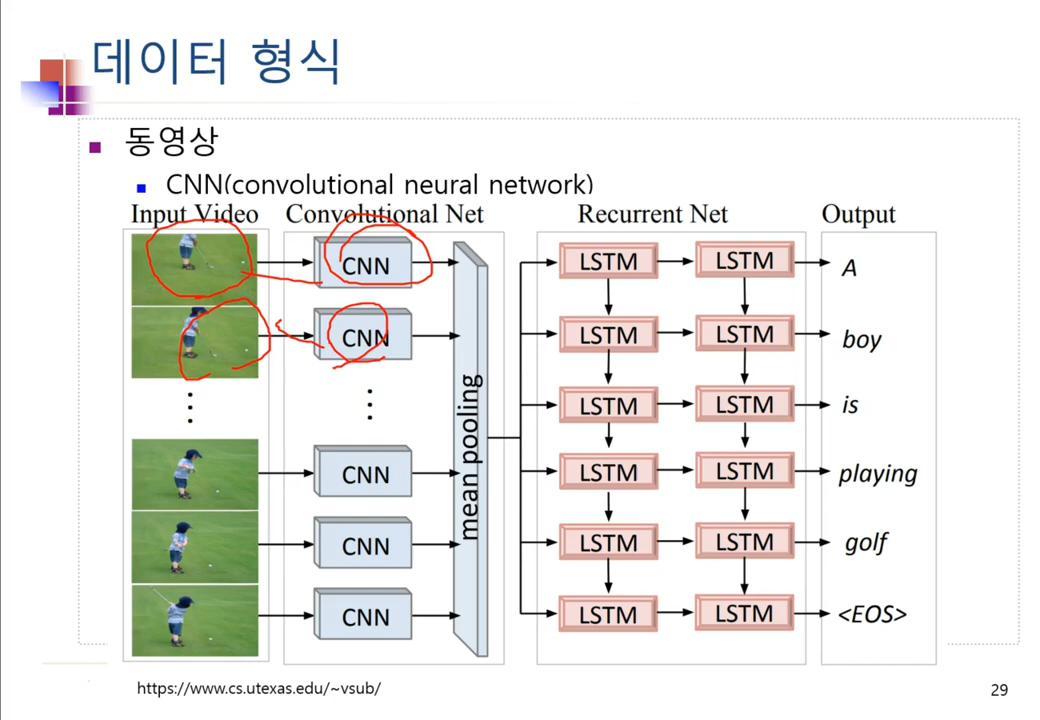 데이터 형식
동영상
CNN(convolutional neural network)
Input Video Convolutional Net Recurrent Net Output
CNN LSTM LSTM A
CNN LSTM LSTM boy
LSTM LSTM is
CNN LSTM LSTM playing
CNN LSTM LSTM golf
CNN LSTM LSTM <EOS>
mean pooling
https://www.cs.utexas.edu/~vsub/
29